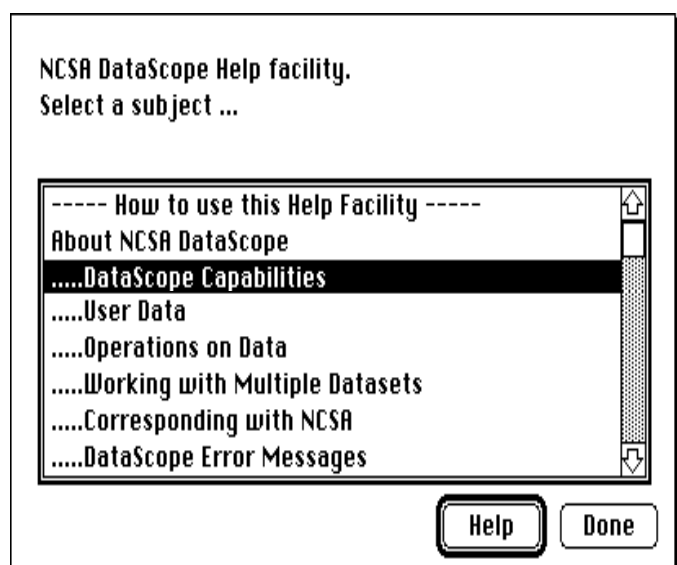 NCSA DataScope Help facility.
Select a subject ...
----- How to use this Help Facility -----
About NCSA DataScope
.....DataScope Capabilities
.....User Data
.....Operations on Data
.....Working with Multiple Datasets
.....Corresponding with NCSA
.....DataScope Error Messages
Help Done